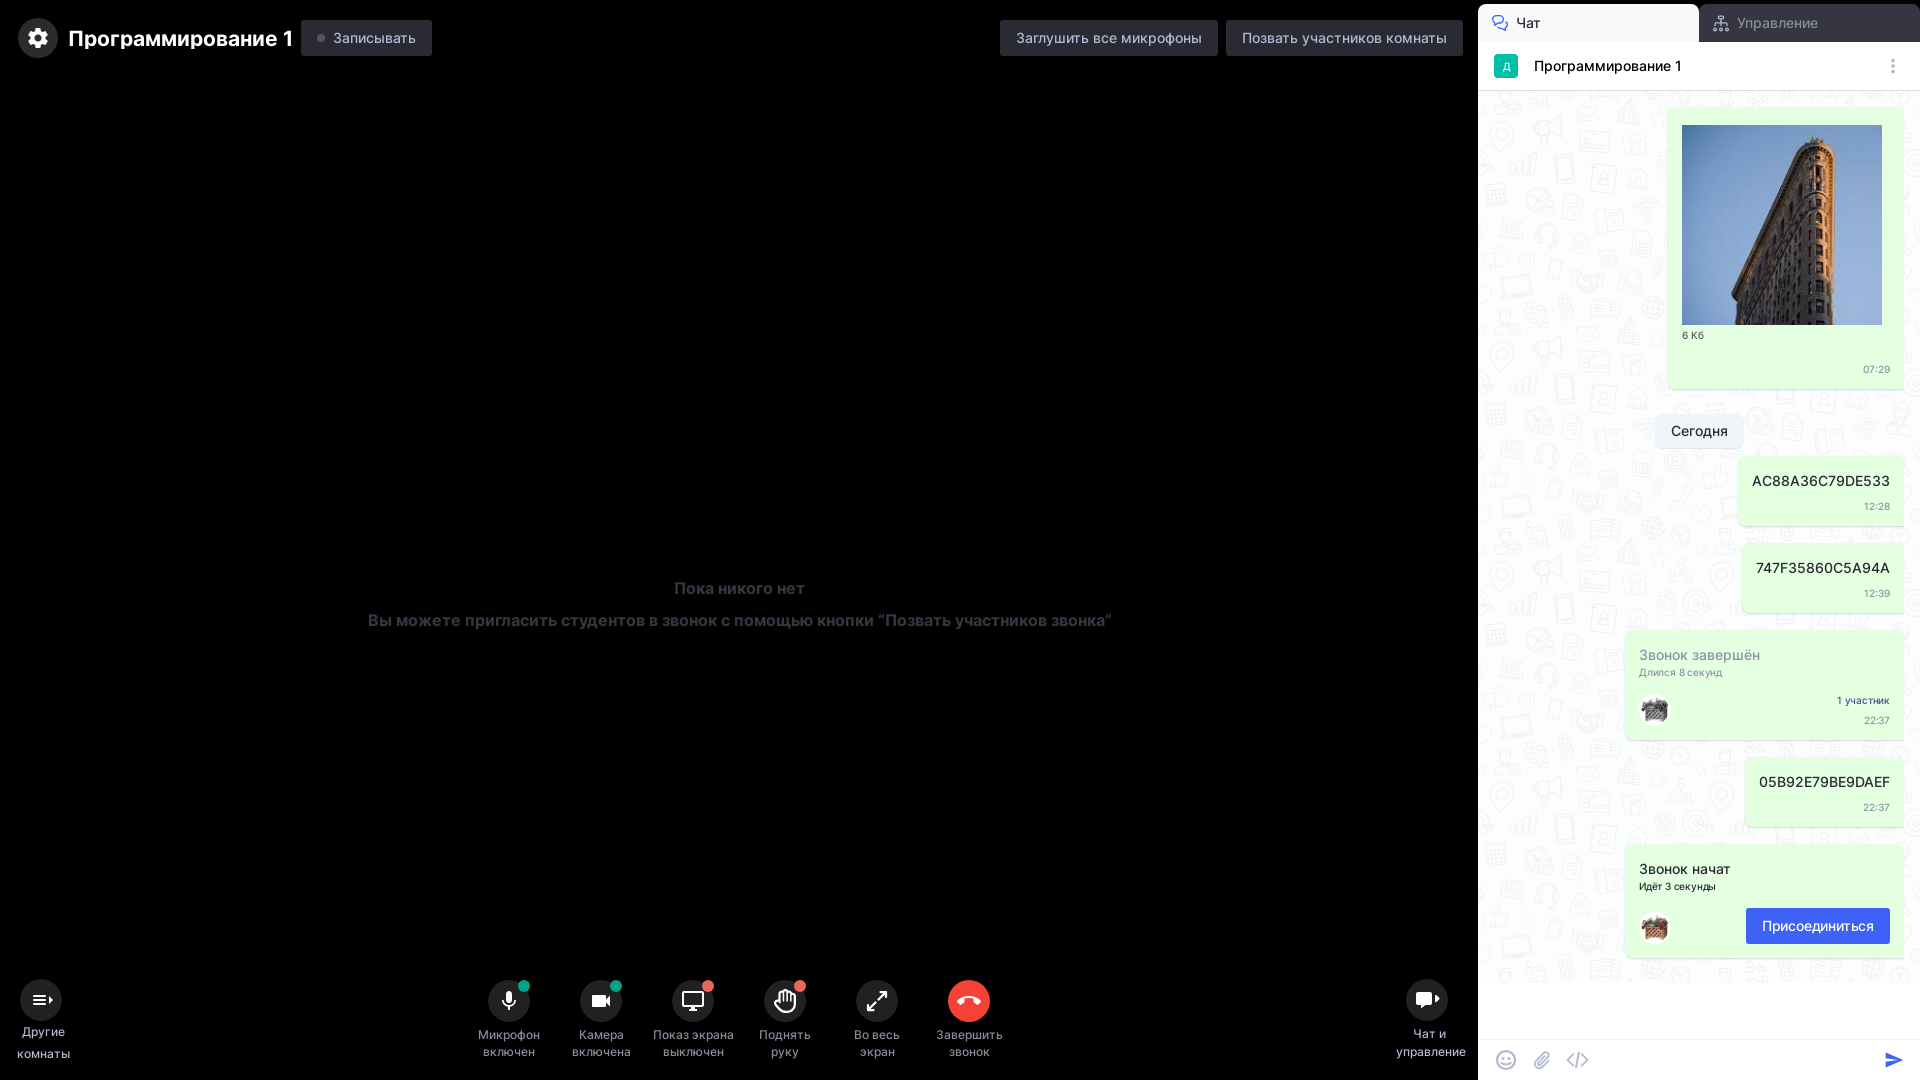 Программирование 1
Записывать
Заглушить все микрофоны
Позвать участников комнаты
Чат
Управление
Д
Программирование 1
6 Кб
07:29
Сегодня
AC88A36C79DE533
12:28
747F35860C5A94A
12:39
Звонок завершён
Длился 8 секунд
1 участник
22:37
05B92E79BE9DAEF
22:37
Звонок начат
Идёт 3 секунды
Присоединиться
Пока никого нет
Вы можете пригласить студентов в звонок с помощью кнопки “Позвать участников звонка”
Другие
комнаты
Микрофон
включен
Камера
включена
Показ экрана
выключен
Поднять
руку
Во весь
экран
Завершить
звонок
Чат и
управление